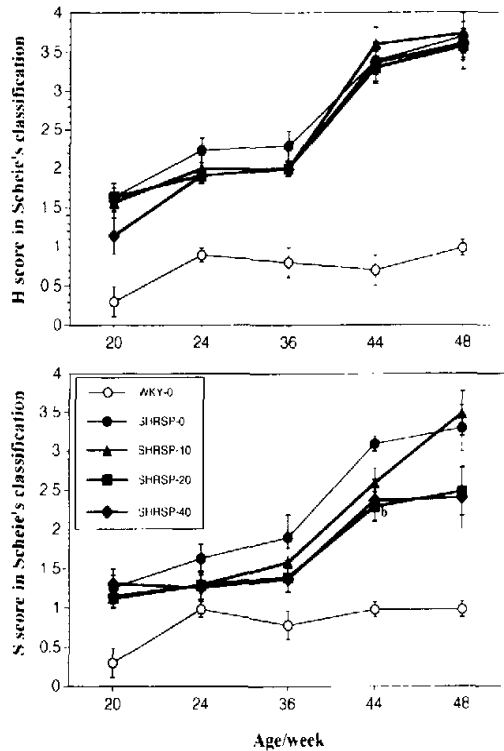 H score in Scheie's classification
4
3.5
3
2.5
2
1.5
1
0.5
0
20 24 36 44 48
S score in Scheie's classification
4
3.5
3
2.5
2
1.5
1
0.5
0
WKY-0
SHRSP-0
SHRSP-10
SHRSP-20
SHRSP-40
b
20 24 36 44 48
Age/week